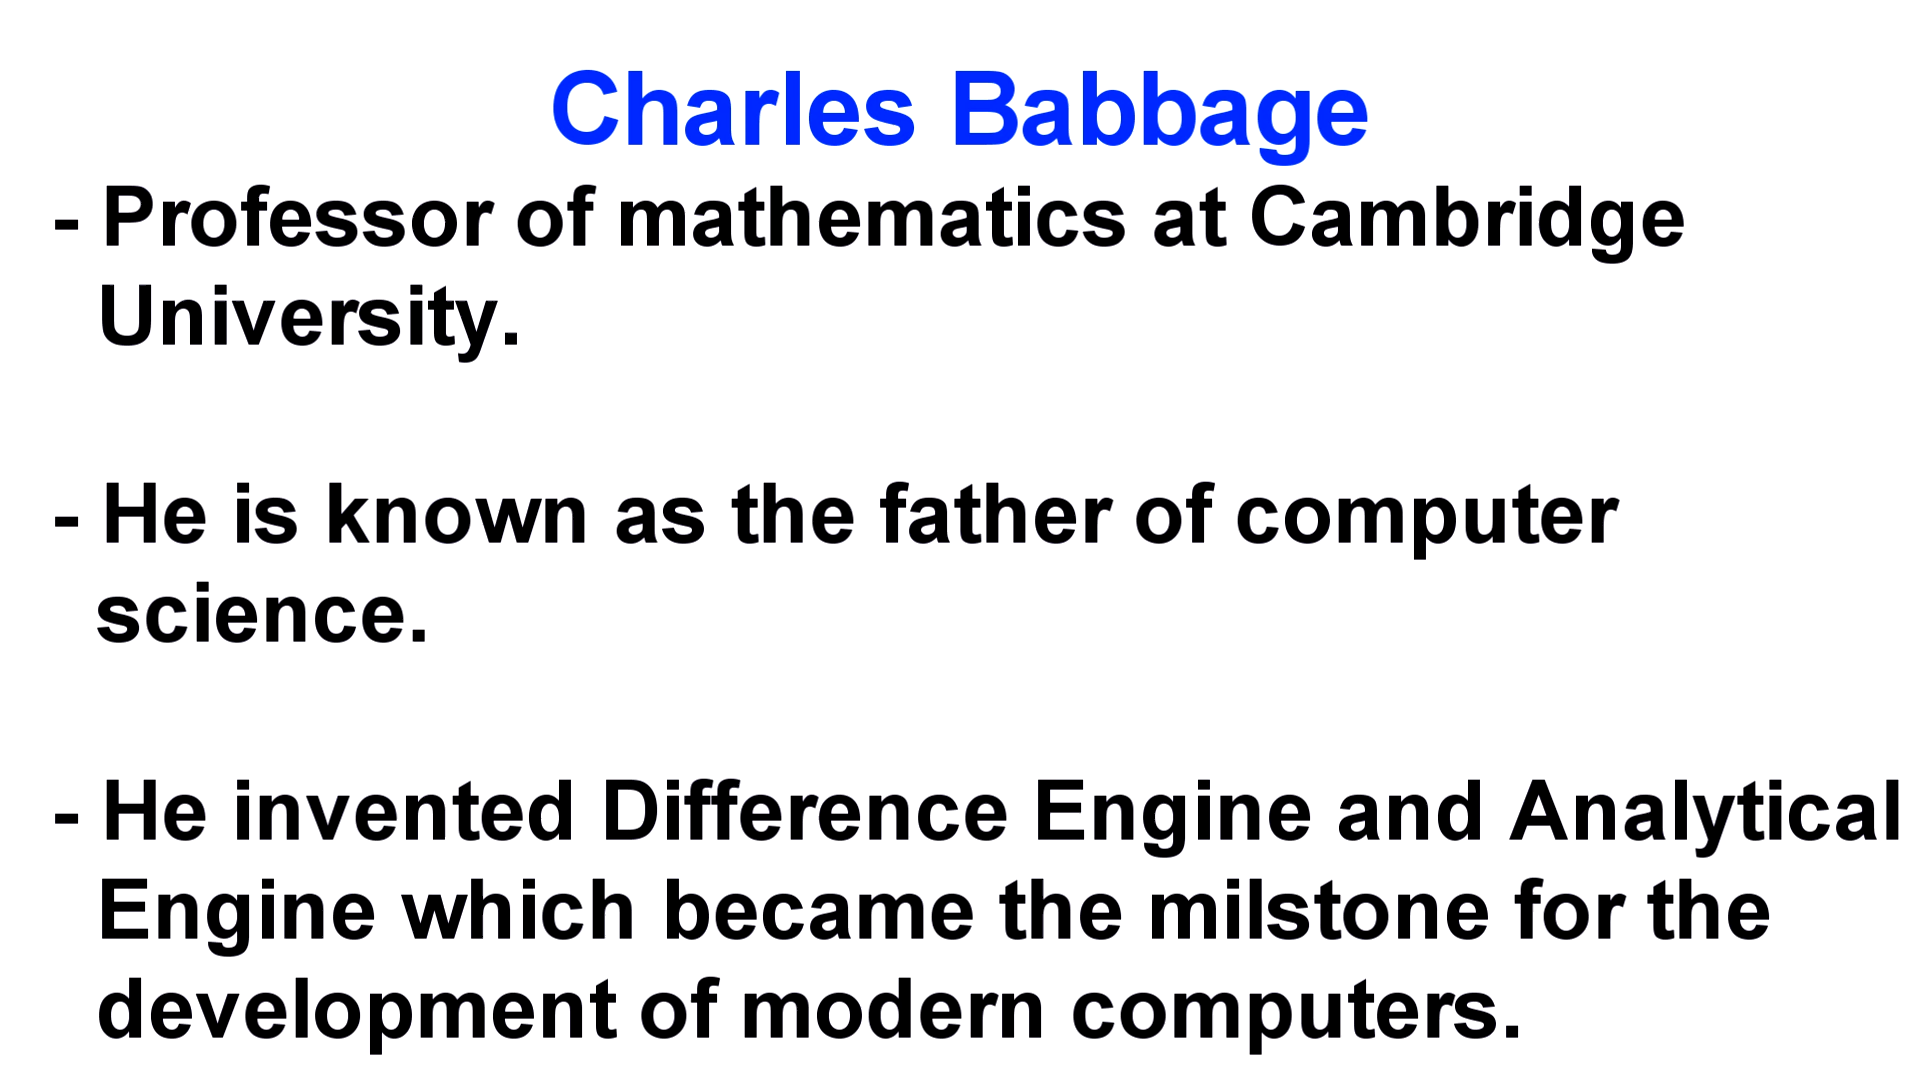 Charles Babbage
- Professor of mathematics at Cambridge
University.
- He is known as the father of computer
science.
- He invented Difference Engine and Analytical
Engine which became the milstone for the
development of modern computers.